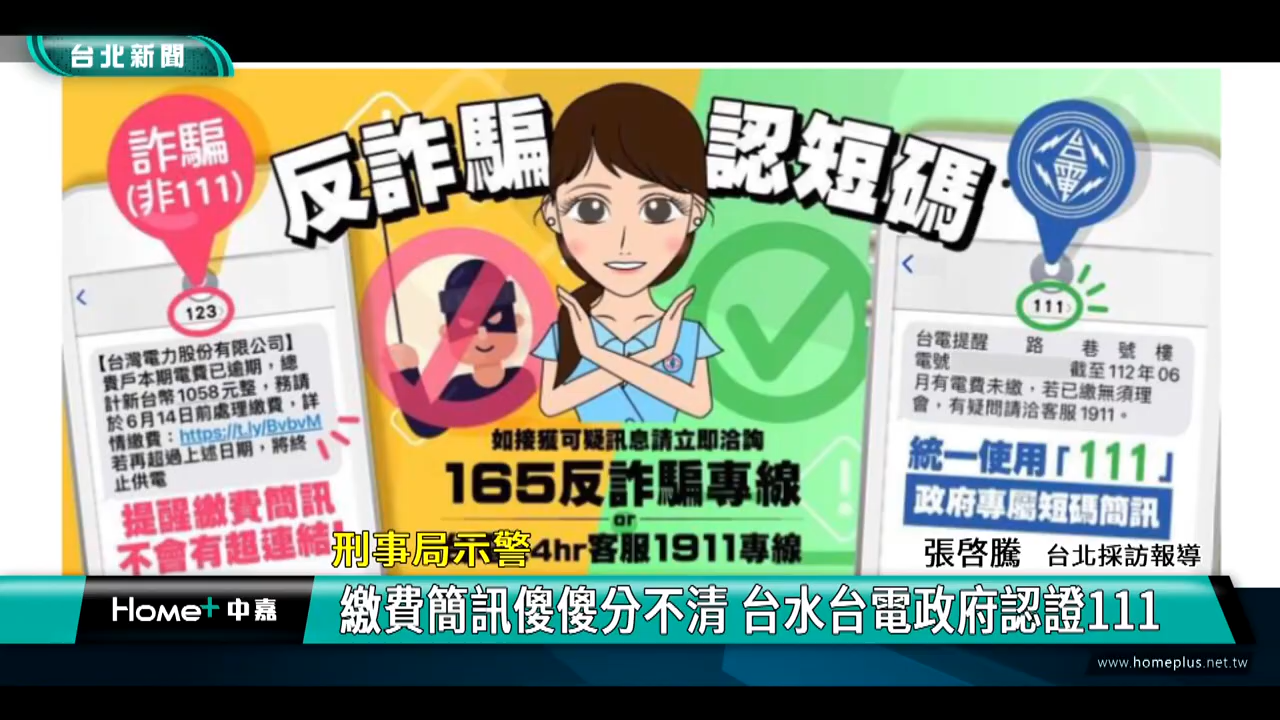 台北新聞
反詐騙
認短碼
詐騙
(非111)
123
【台灣電力股份有限公司】
貴戶本期電費已逾期,總
計新台幣1058元整,務請
於6月14日前處理繳費,詳
情繳費:https://t.ly/BvbvM
若再超過上述日期,將終
止供電
提醒繳費簡訊
不會有超連結!
如接獲可疑訊息請立即洽詢
165反詐騙專線
or
4hr客服1911專線
台電
111
台電提醒 路 巷 號 樓
電號 截至112年06
月有電費未繳,若已繳無須理
會,有疑問請洽客服1911。
統一使用「111」
政府專屬短碼簡訊
刑事局示警
張啓騰 台北採訪報導
Home+中嘉
繳費簡訊傻傻分不清 台水台電政府認證111
www.homeplus.net.tw